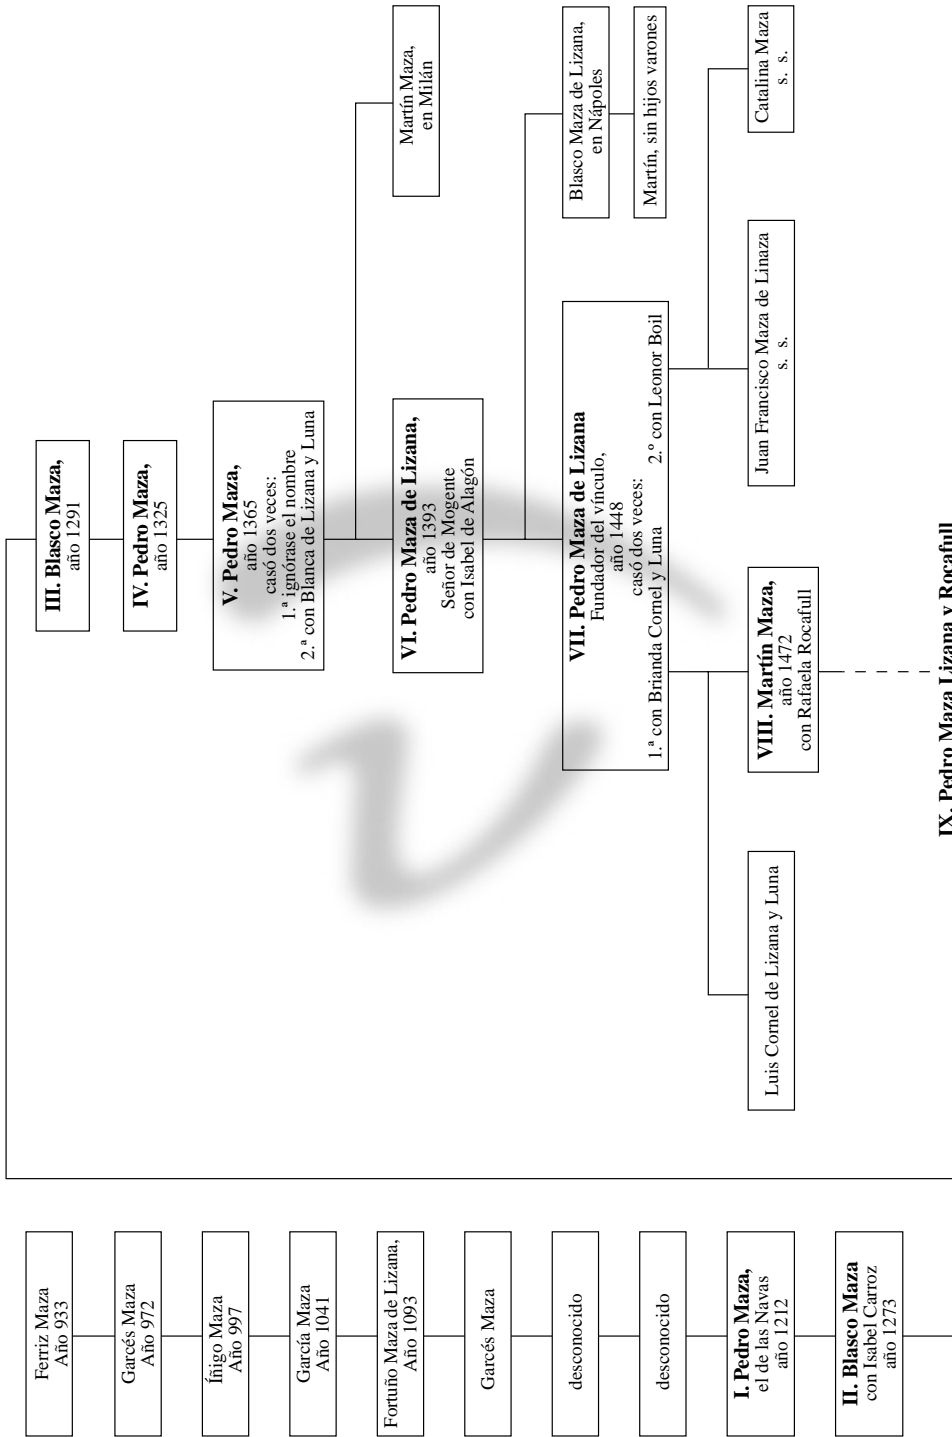 Ferriz Maza
Año 933
Garcés Maza
Año 972
Íñigo Maza
Año 997
García Maza
Año 1041
Fortuño Maza de Lizana,
Año 1093
Garcés Maza
desconocido
desconocido
I. Pedro Maza,
el de las Navas
año 1212
II. Blasco Maza
con Isabel Carroz
año 1273
III. Blasco Maza,
año 1291
IV. Pedro Maza,
año 1325
V. Pedro Maza,
año 1365
casó dos veces:
1.ª ignórase el nombre
2.ª con Blanca de Lizana y Luna
Martín Maza,
en Milán
VI. Pedro Maza de Lizana,
año 1393
Señor de Mogente
con Isabel de Alagón
Blasco Maza de Lizana,
en Nápoles
Martín, sin hijos varones
VII. Pedro Maza de Lizana
Fundador del vínculo,
año 1448
casó dos veces:
1.ª con Brianda Cornel y Luna 2.º con Leonor Boil
Luis Cornel de Lizana y Luna
VIII. Martín Maza,
año 1472
con Rafaela Rocafull
Juan Francisco Maza de Linaza
s. s.
Catalina Maza
s. s.
IX. Pedro Maza Lizana y Rocafull